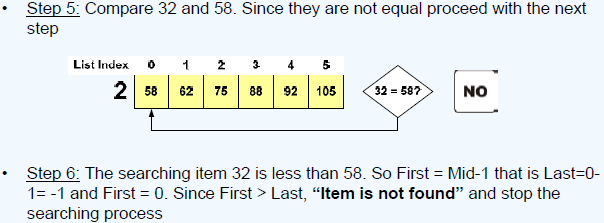 • Step 5: Compare 32 and 58. Since they are not equal proceed with the next
step
List Index 0 1 2 3 4 5
2 58 62 75 88 92 105 32 = 58? NO
• Step 6: The searching item 32 is less than 58. So First = Mid-1 that is Last=0-
1= -1 and First = 0. Since First > Last, “Item is not found” and stop the
searching process